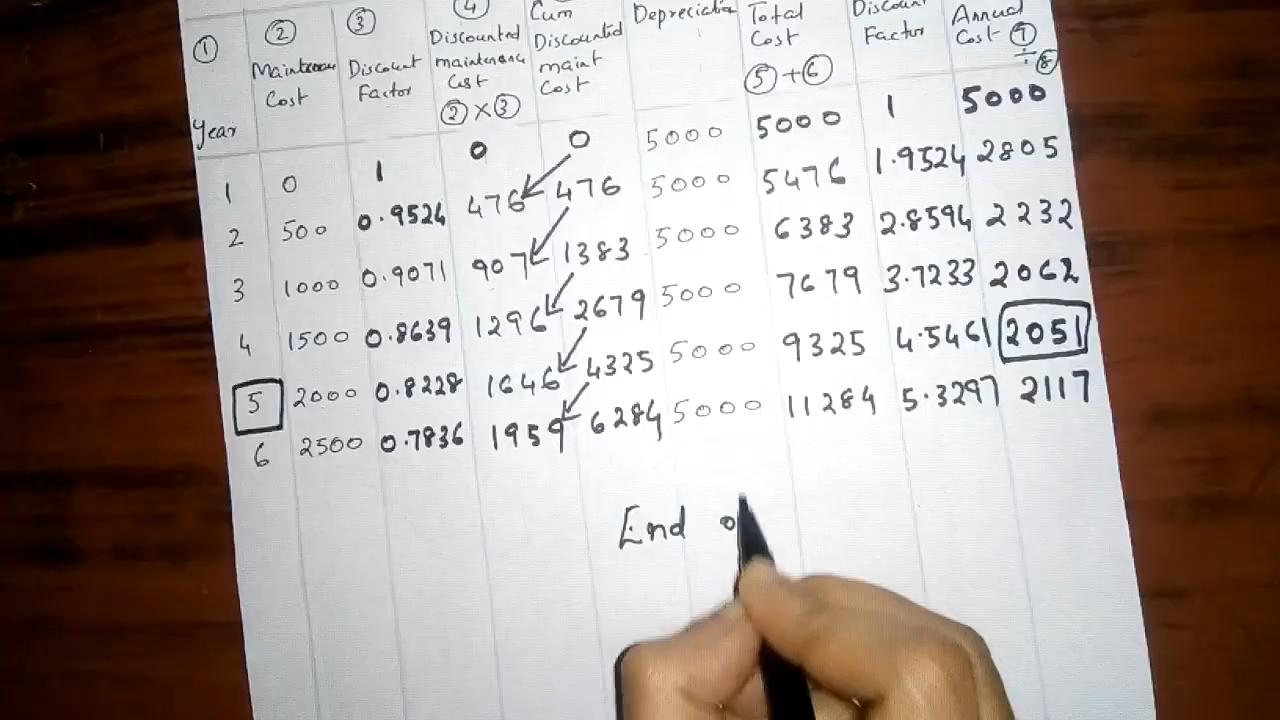 ① ② ③ ④ Cum Depreciation Total Discount Annual
Year Maintenance Cost Discount Factor Discounted maintenance Cost ②×③ Discounted maint Cost Cost ⑤+⑥ Factor Cost ⑦ ÷ ⑧
1 0 1 0 0 5000 5000 1 5000
2 500 0.9524 476 476 5000 5476 1.9524 2805
3 1000 0.9071 907 1383 5000 6383 2.8594 2232
4 1500 0.8639 1296 2679 5000 7679 3.7233 2062
5 2000 0.8228 1646 4325 5000 9325 4.5461 2051
6 2500 0.7836 1959 6284 5000 11284 5.3297 2117
End o